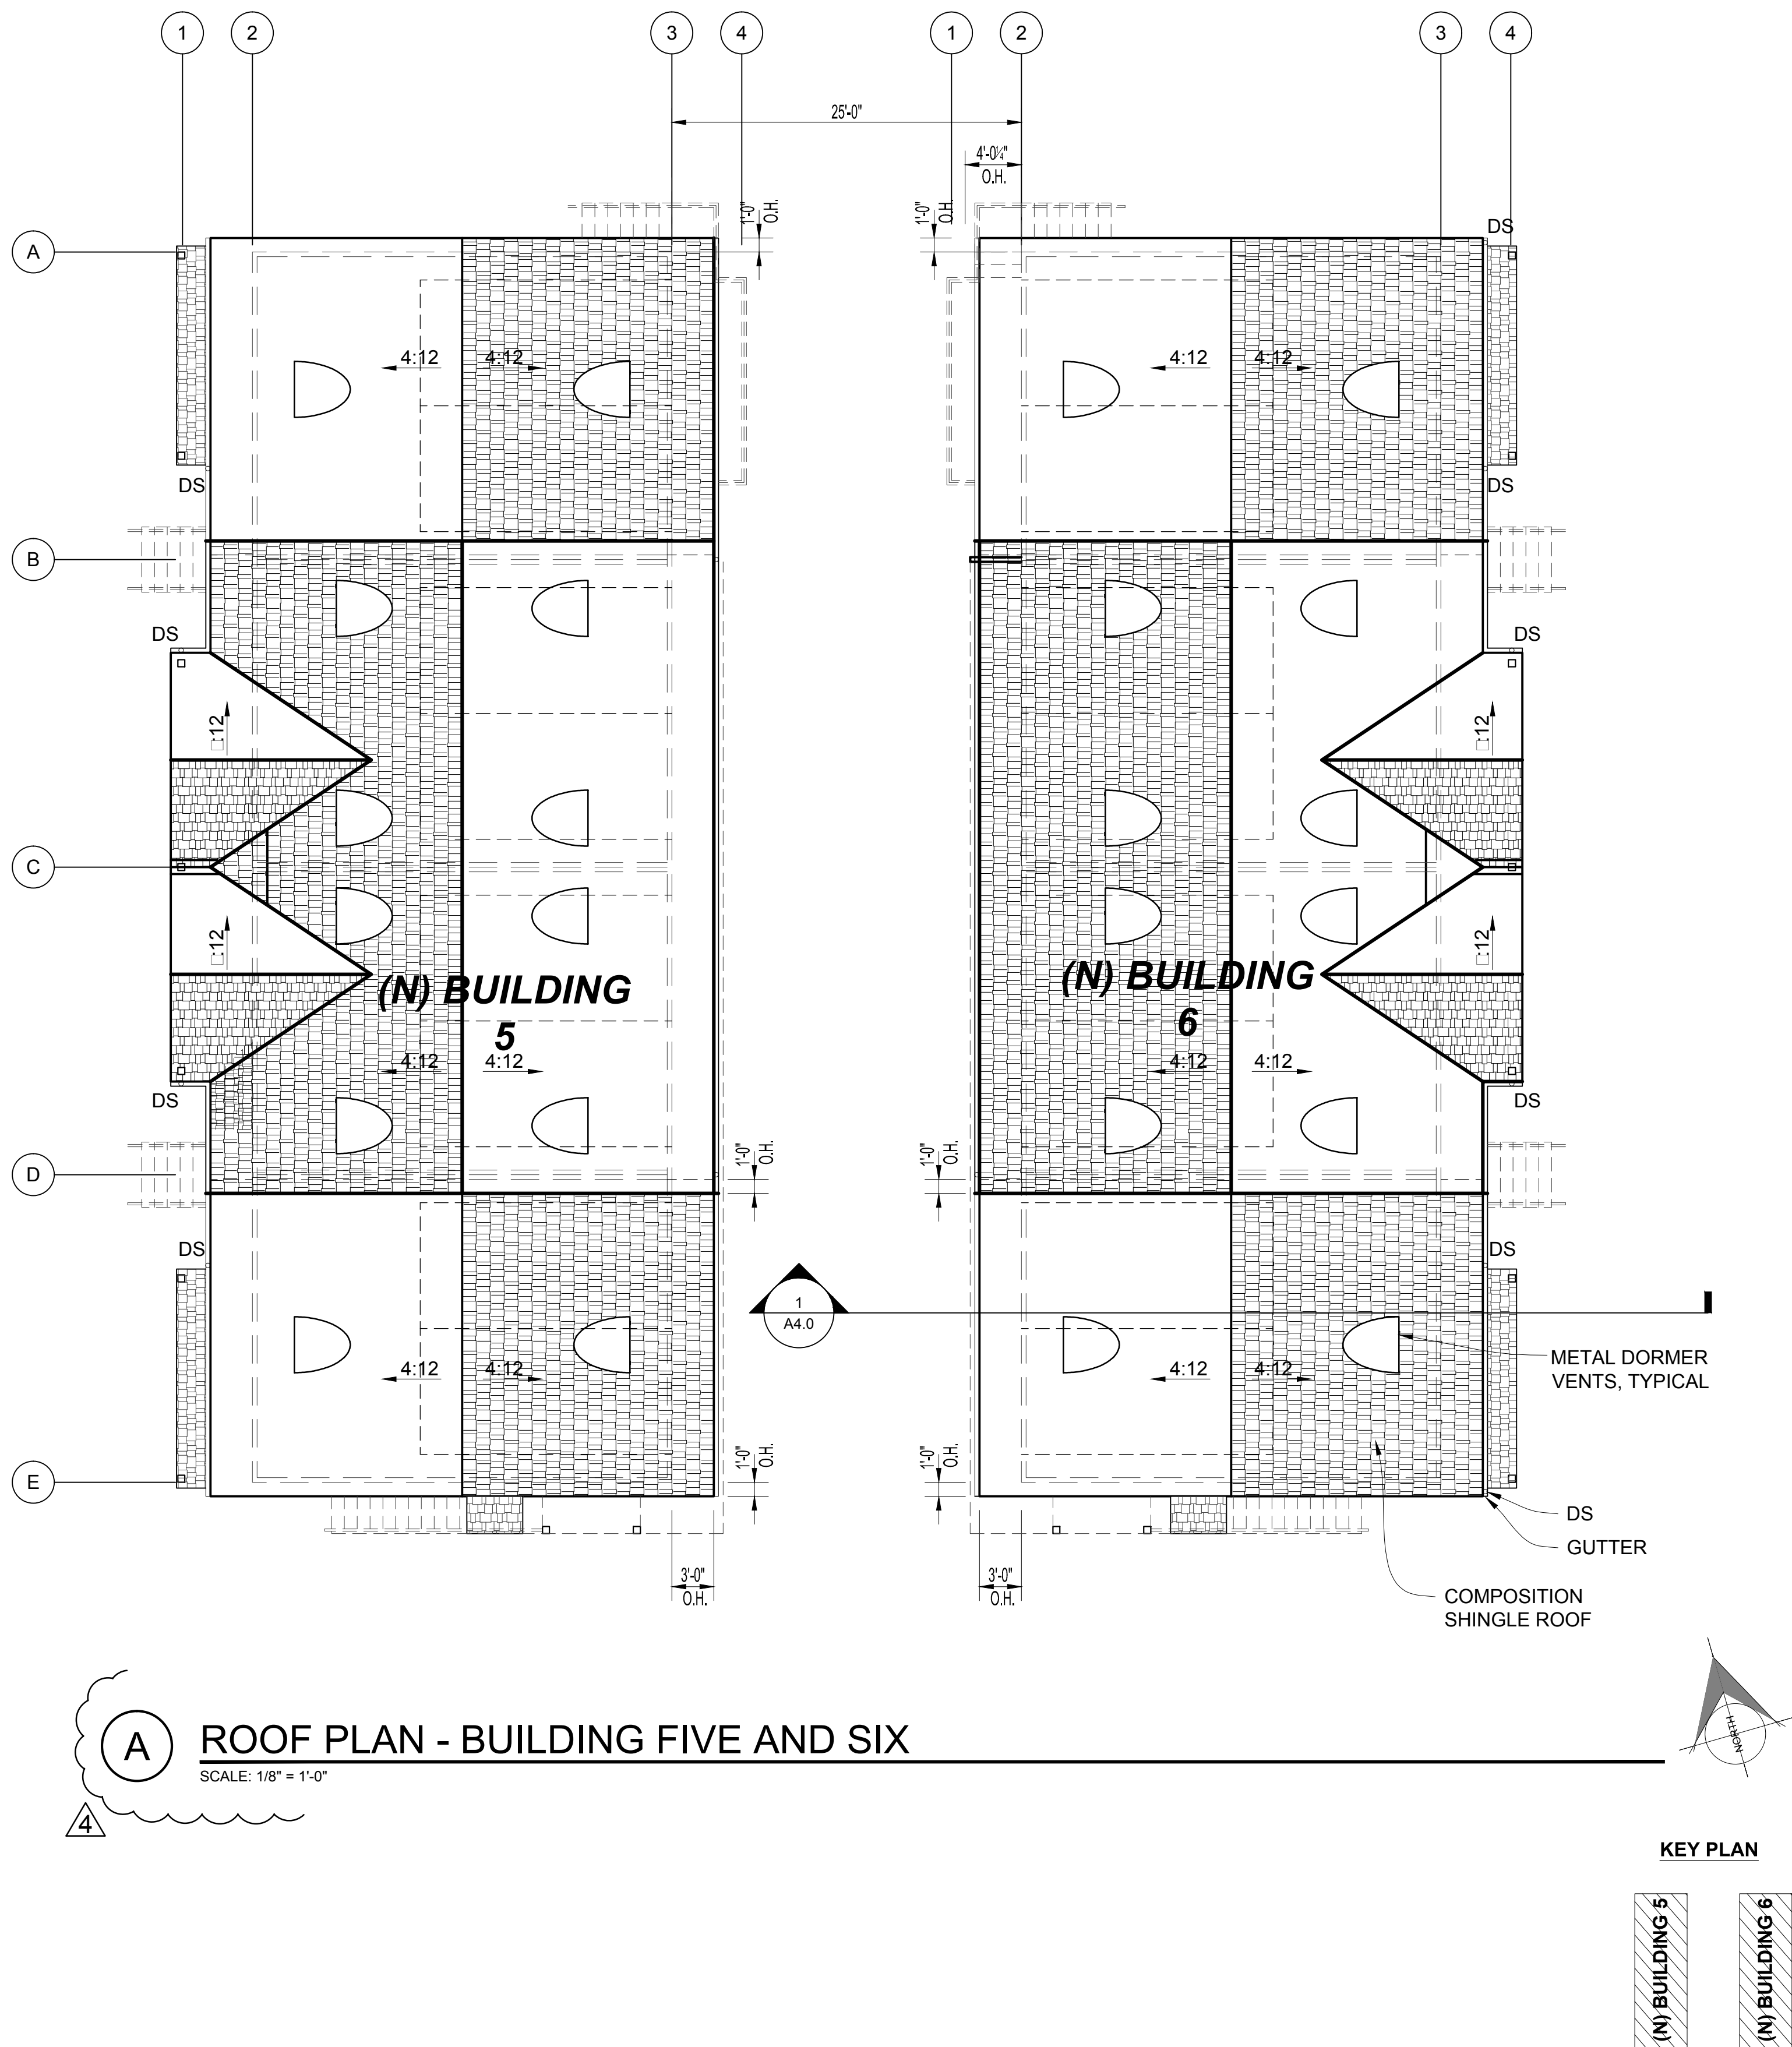 1 2 3 4 1 2 3 4
25'-0"
4'-0¼"
O.H.
1'-0"
O.H.
1'-0"
O.H.
DS
A
4:12 4:12 4:12 4:12
DS DS
B
DS DS
□:12 □:12
C
□:12 □:12
(N) BUILDING
5
(N) BUILDING
6
4:12 4:12 4:12 4:12
DS DS
1'-0"
O.H.
1'-0"
O.H.
D
DS DS
1
A4.0
METAL DORMER
VENTS, TYPICAL
4:12 4:12 4:12 4:12
1'-0"
O.H.
1'-0"
O.H.
E
DS
GUTTER
3'-0"
O.H.
3'-0"
O.H.
COMPOSITION
SHINGLE ROOF
NORTH
A
ROOF PLAN - BUILDING FIVE AND SIX
SCALE: 1/8" = 1'-0"
4
KEY PLAN
(N) BUILDING 5
(N) BUILDING 6